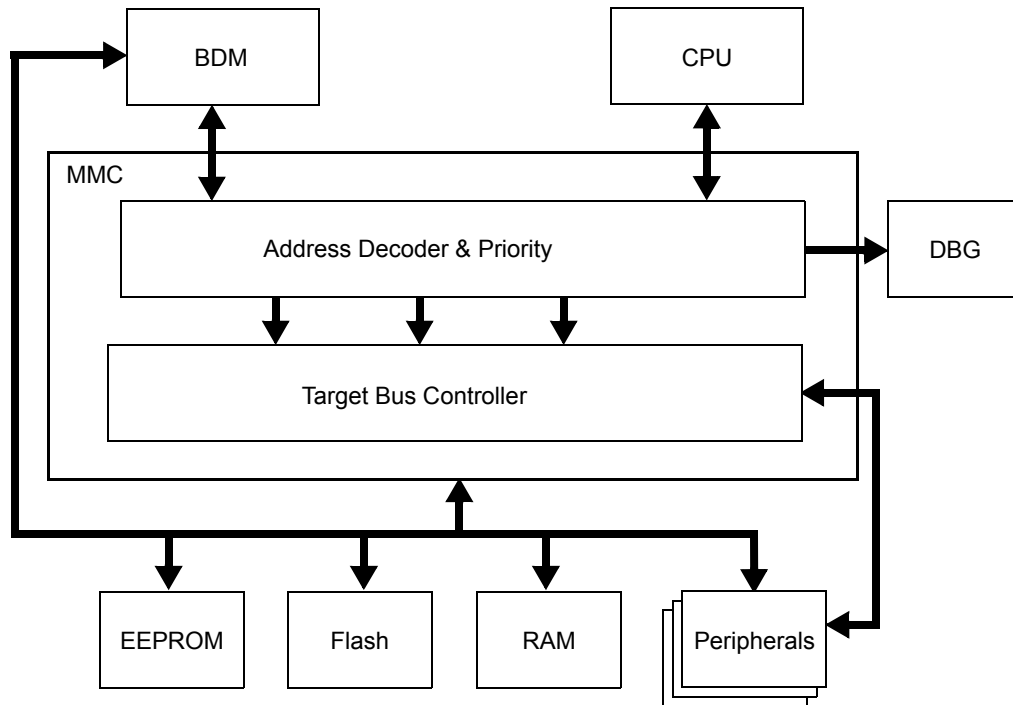 BDM
CPU
MMC
Address Decoder & Priority
DBG
Target Bus Controller
EEPROM
Flash
RAM
Peripherals